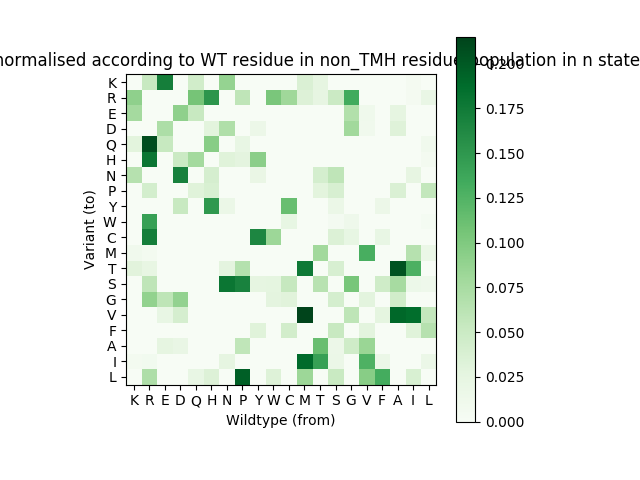 normalised according to WT residue in non_TMH residue population in n state
K
R
E
D
Q
H
N
P
Y
W
C
M
T
S
G
V
F
A
I
L
Variant (to)
K R E D Q H N P Y W C M T S G V F A I L
Wildtype (from)
0.200
0.175
0.150
0.125
0.100
0.075
0.050
0.025
0.000